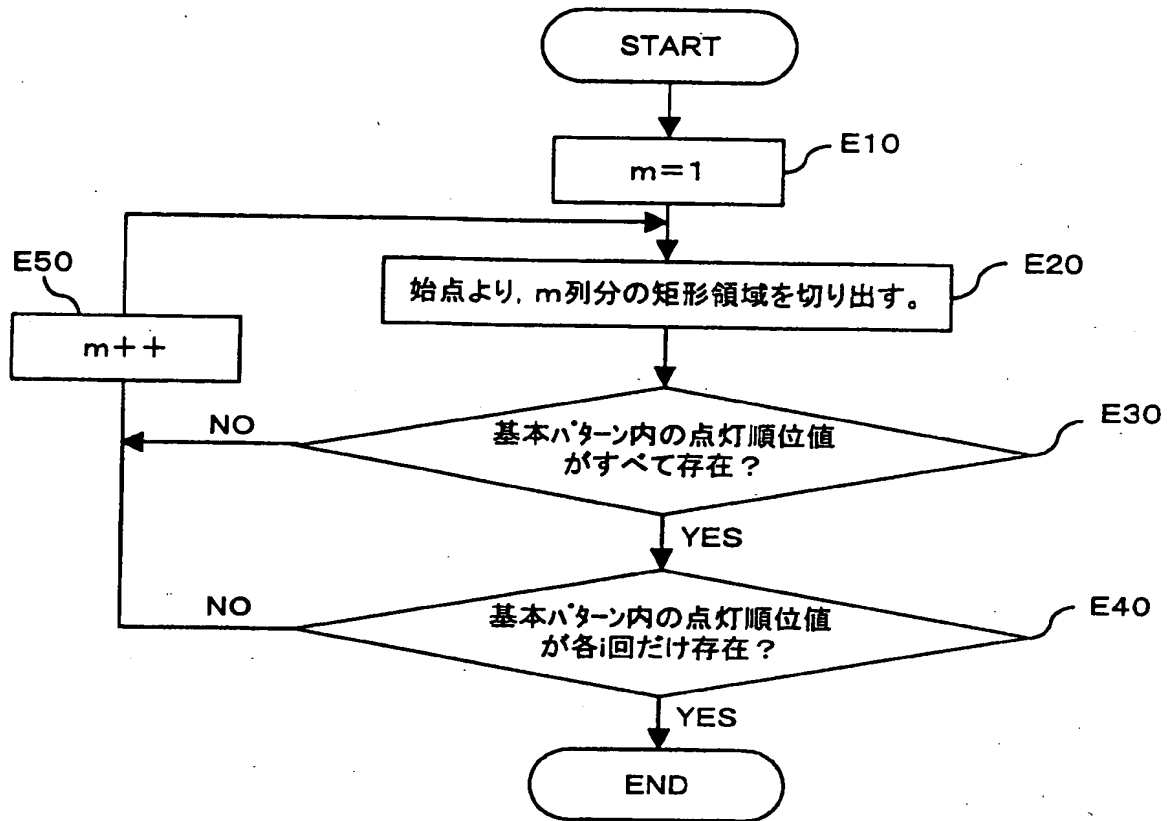 START
E10
m=1
E50
E20
始点より,m列分の矩形領域を切り出す。
m++
NO
E30
基本パターン内の点灯順位値
がすべて存在?
YES
NO
E40
基本パターン内の点灯順位値
が各i回だけ存在?
YES
END